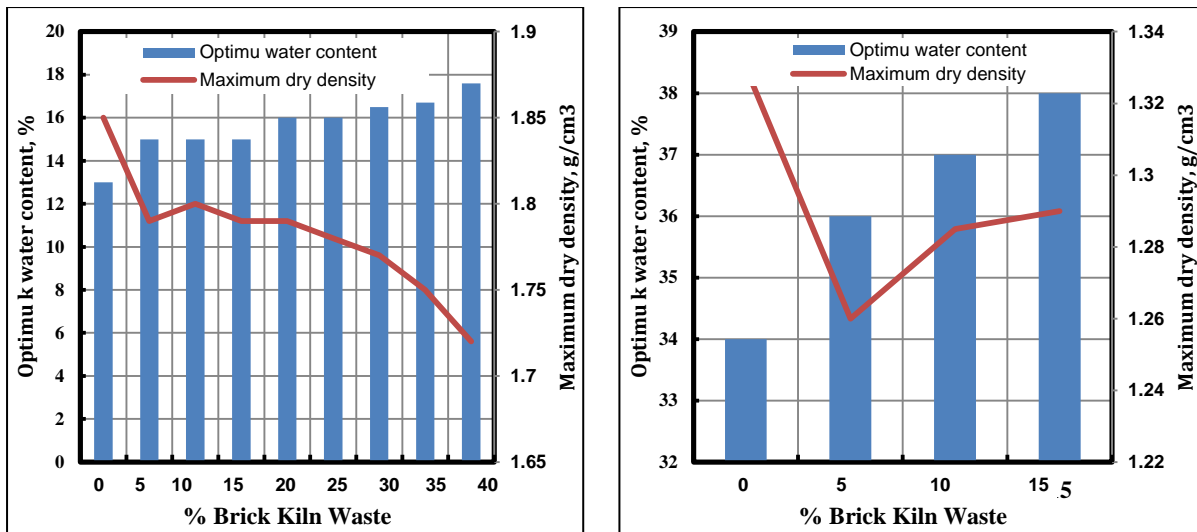 20
18
16
14
12
10
8
6
4
2
0
Optimu k water content, %
Optimu water content
Maximum dry density
1.9
1.85
1.8
1.75
1.7
1.65
Maximum dry density, g/cm3
0 5 10 15 20 25 30 35 40
% Brick Kiln Waste
39
38
37
36
35
34
33
32
Optimu k water content, %
Optimu water content
Maximum dry density
1.34
1.32
1.3
1.28
1.26
1.24
1.22
Maximum dry density, g/cm3
0 5 10 15 5
% Brick Kiln Waste